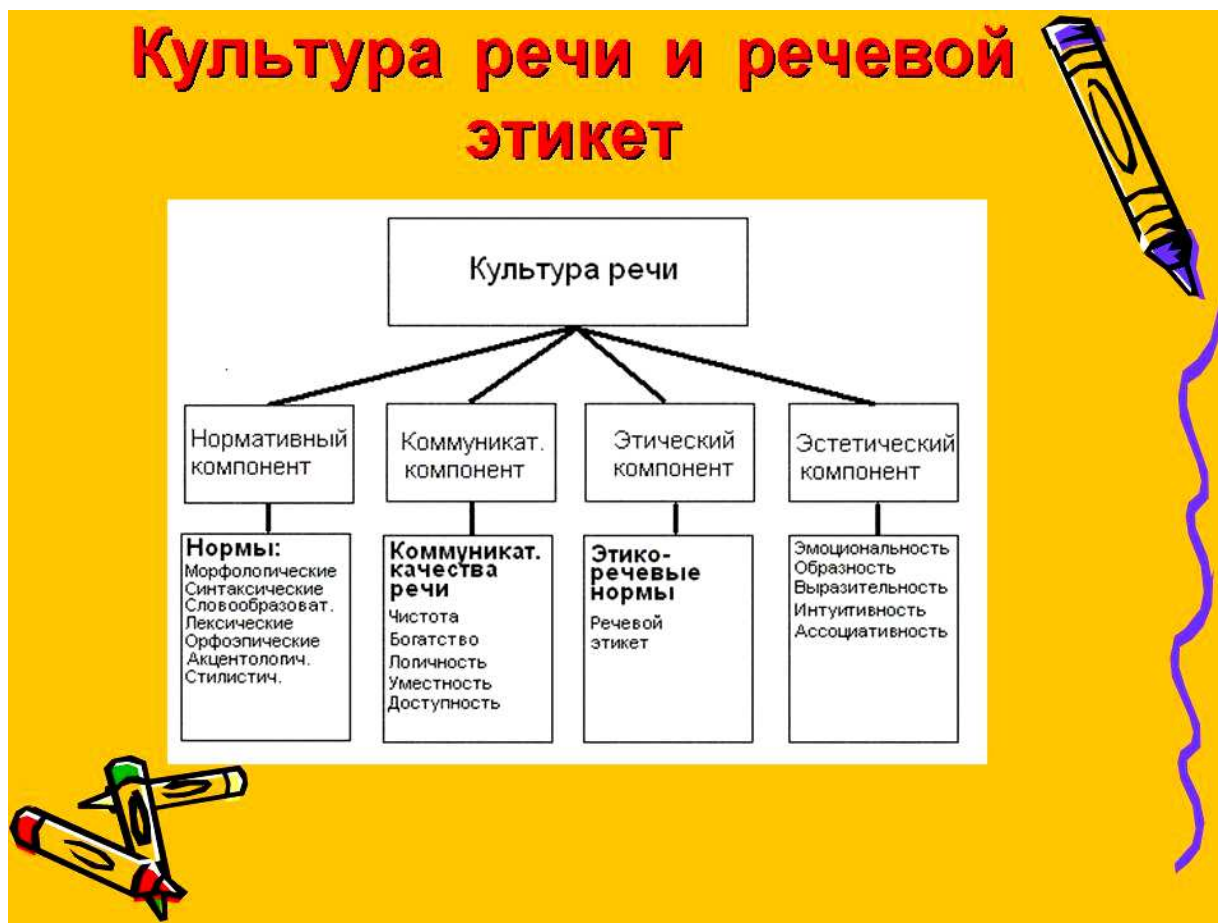 Культура речи и речевой
этикет
Культура речи
Нормативный
компонент
Коммуникат.
компонент
Этический
компонент
Эстетический
компонент
Нормы:
Морфологические
Синтаксические
Словообразоват.
Лексические
Орфоэпические
Акцентологич.
Стилистич.
Коммуникат.
качества
речи
Чистота
Богатство
Логичность
Уместность
Доступность
Этико-
речевые
нормы
Речевой
этикет
Эмоциональность
Образность
Выразительность
Интуитивность
Ассоциативность